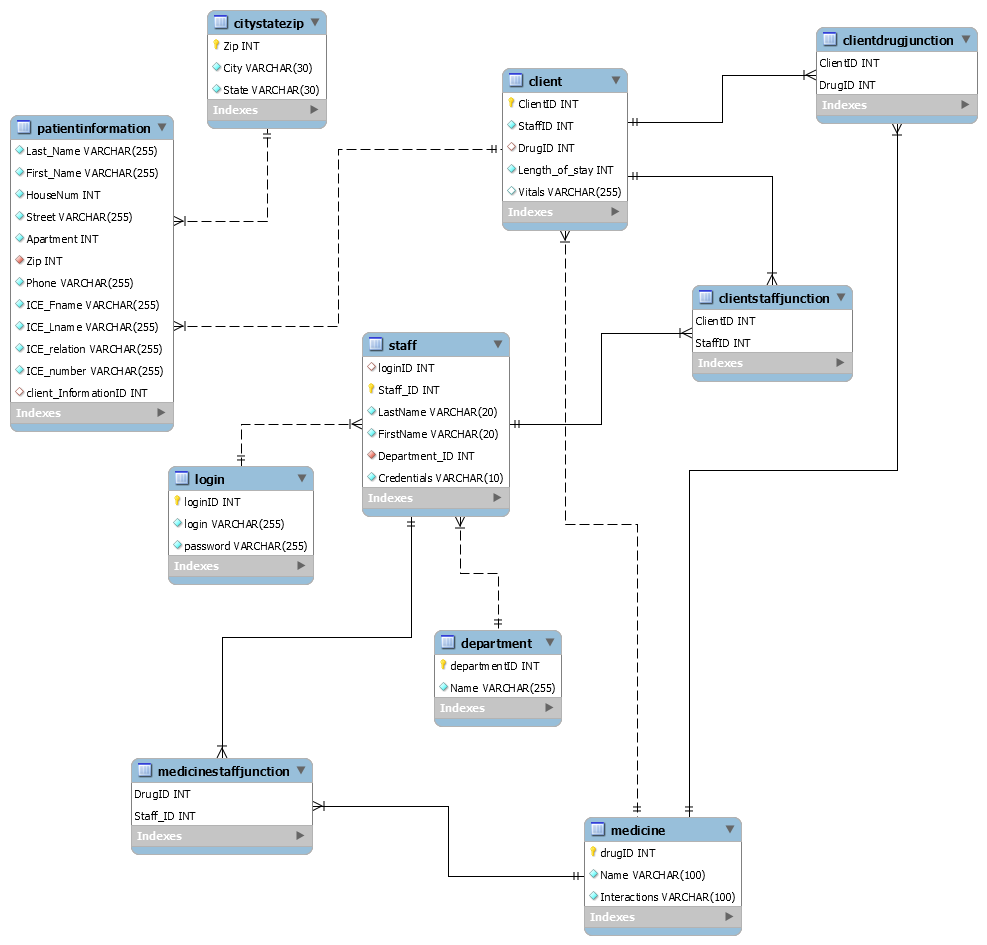 citystatezip
Zip INT
City VARCHAR(30)
State VARCHAR(30)
Indexes
patientinformation
Last_Name VARCHAR(255)
First_Name VARCHAR(255)
HouseNum INT
Street VARCHAR(255)
Apartment INT
Zip INT
Phone VARCHAR(255)
ICE_Fname VARCHAR(255)
ICE_Lname VARCHAR(255)
ICE_relation VARCHAR(255)
ICE_number VARCHAR(255)
client_InformationID INT
Indexes
client
ClientID INT
StaffID INT
DrugID INT
Length_of_stay INT
Vitals VARCHAR(255)
Indexes
clientdrugjunction
ClientID INT
DrugID INT
Indexes
clientstaffjunction
ClientID INT
StaffID INT
Indexes
staff
loginID INT
Staff_ID INT
LastName VARCHAR(20)
FirstName VARCHAR(20)
Department_ID INT
Credentials VARCHAR(10)
Indexes
login
loginID INT
login VARCHAR(255)
password VARCHAR(255)
Indexes
department
departmentID INT
Name VARCHAR(255)
Indexes
medicinestaffjunction
DrugID INT
Staff_ID INT
Indexes
medicine
drugID INT
Name VARCHAR(100)
Interactions VARCHAR(100)
Indexes